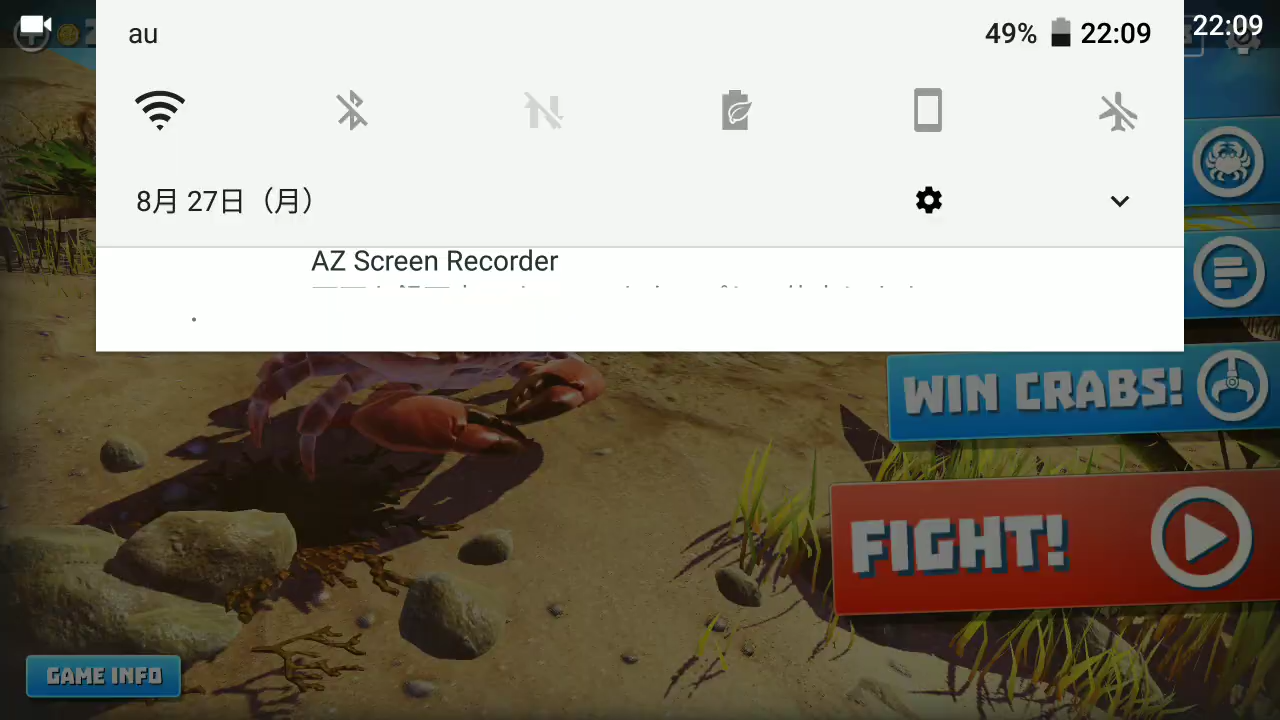 au
49%
22:09
22:09
8月 27日（月）
AZ Screen Recorder
WIN CRABS!
FIGHT!
GAME INFO